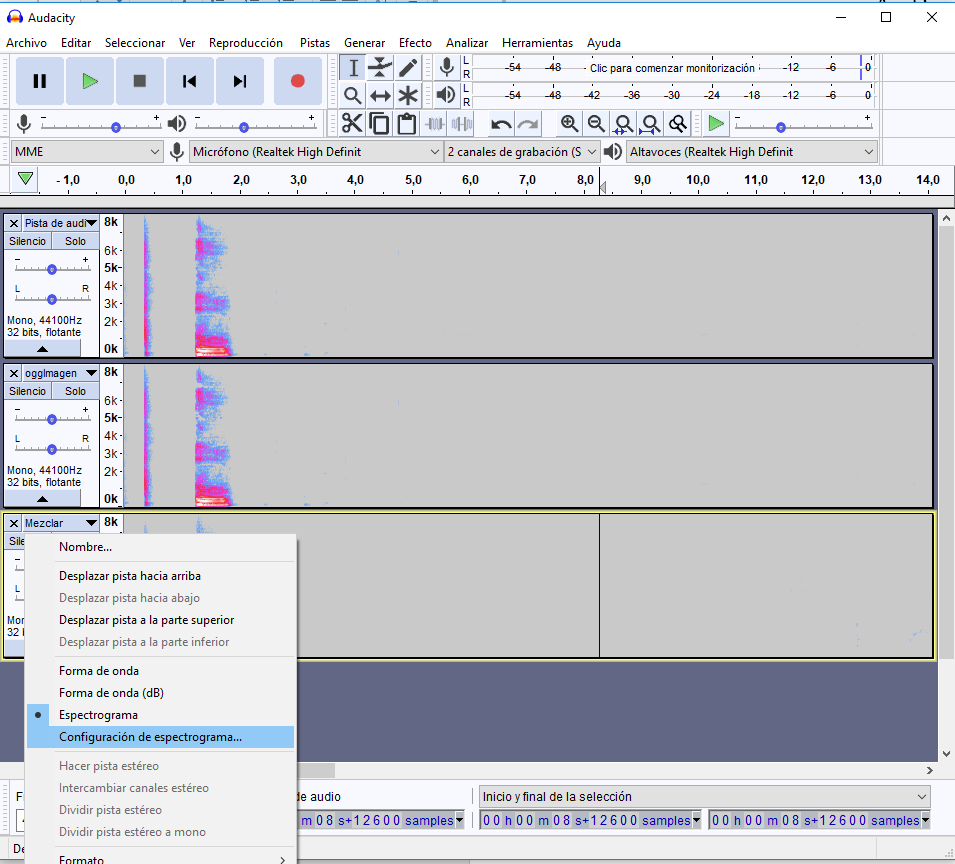 Audacity
Archivo Editar Seleccionar Ver Reproducción Pistas Generar Efecto Analizar Herramientas Ayuda
L
R
-54 -48 - Clic para comenzar monitorización -12 -6 0
L
R
-54 -48 -42 -36 -30 -24 -18 -12 -6 0
- + - + - +
MME Micrófono (Realtek High Definit 2 canales de grabación (S Altavoces (Realtek High Definit
- 1,0 0,0 1,0 2,0 3,0 4,0 5,0 6,0 7,0 8,0 9,0 10,0 11,0 12,0 13,0 14,0
Pista de audi 8k
Silencio Solo
6k
- + 5k
4k
L R 3k
Mono, 44100Hz 2k
32 bits, flotante
0k
oggImagen 8k
Silencio Solo
6k
- + 5k
4k
L R 3k
Mono, 44100Hz 2k
32 bits, flotante
0k
Mezclar 8k
Sile
-
L
Mon
32 l
Nombre...
Desplazar pista hacia arriba
Desplazar pista hacia abajo
Desplazar pista a la parte superior
Desplazar pista a la parte inferior
Forma de onda
Forma de onda (dB)
Espectrograma
Configuración de espectrograma...
Hacer pista estéreo
Intercambiar canales estéreo
Dividir pista estéreo
Dividir pista estéreo a mono
Formato
de audio Inicio y final de la selección
m 0 8 s+1 2 6 0 0 samples 0 0 h 0 0 m 0 8 s+1 2 6 0 0 samples 0 0 h 0 0 m 0 8 s+1 2 6 0 0 samples
De